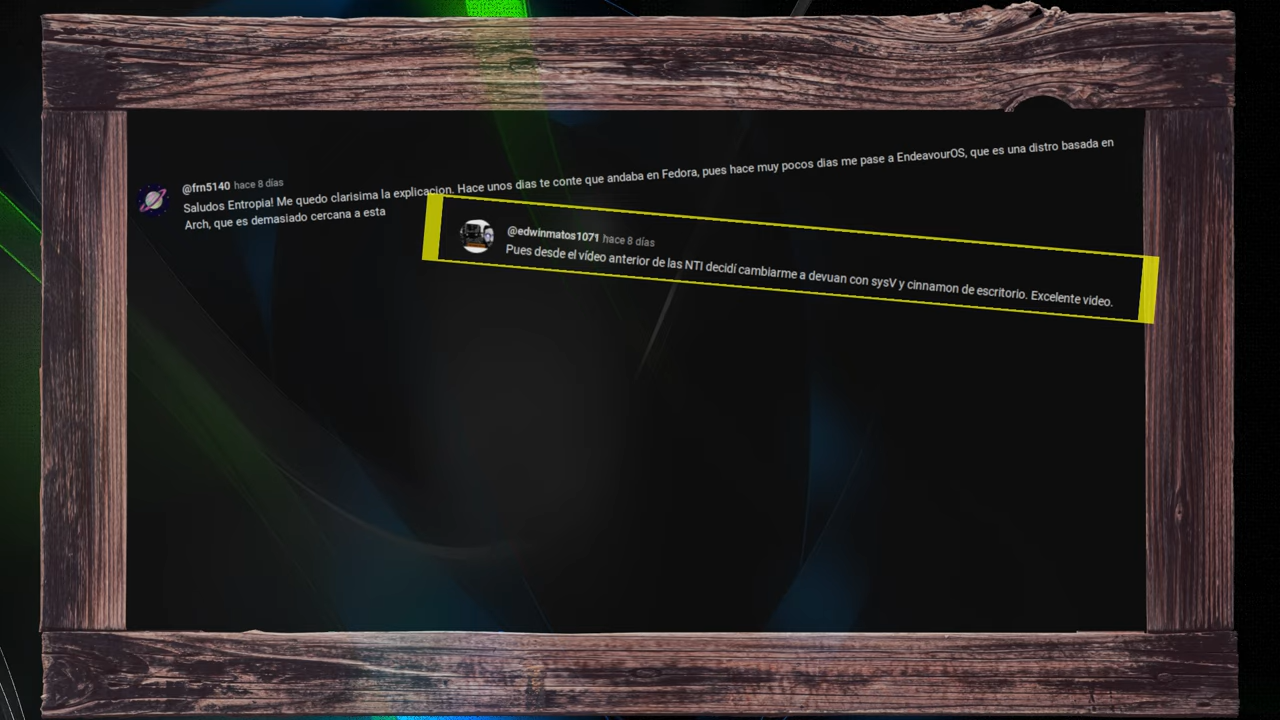 @frn5140 hace 8 días
Saludos Entropia! Me quedo clarisima la explicacion. Hace unos dias te conte que andaba en Fedora, pues hace muy pocos dias me pase a EndeavourOS, que es una distro basada en
Arch, que es demasiado cercana a esta
@edwinmatos1071 hace 8 días
Pues desde el vídeo anterior de las NTI decidí cambiarme a devuan con sysV y cinnamon de escritorio. Excelente video.